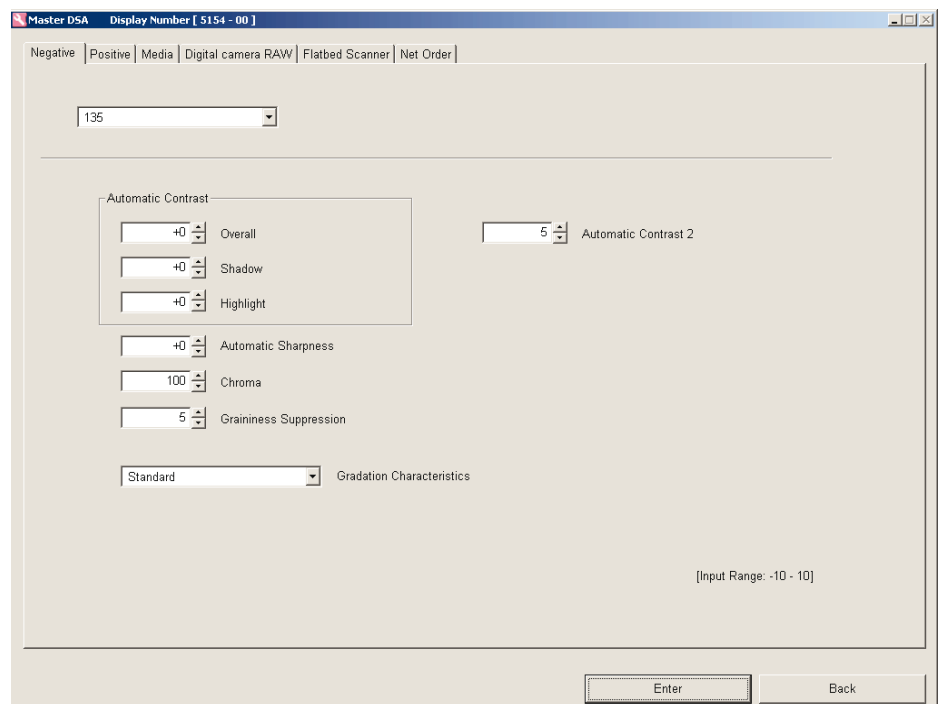 Master DSA Display Number [ 5154 - 00 ]
Negative Positive Media Digital camera RAW Flatbed Scanner Net Order
135
Automatic Contrast
+0 Overall
5 Automatic Contrast 2
+0 Shadow
+0 Highlight
+0 Automatic Sharpness
100 Chroma
5 Graininess Suppression
Standard Gradation Characteristics
[Input Range: -10 - 10]
Enter Back